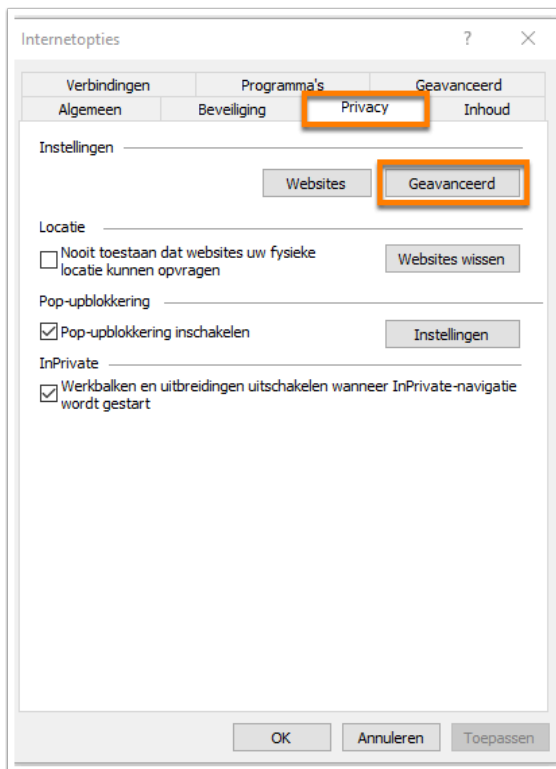 Internetopties ?
Verbindingen Programma's Geavanceerd
Algemeen Beveiliging Privacy Inhoud
Instellingen
Websites Geavanceerd
Locatie
Nooit toestaan dat websites uw fysieke
locatie kunnen opvragen
Websites wissen
Pop-upblokkering
Pop-upblokkering inschakelen Instellingen
InPrivate
Werkbalken en uitbreidingen uitschakelen wanneer InPrivate-navigatie
wordt gestart
OK Annuleren Toepassen